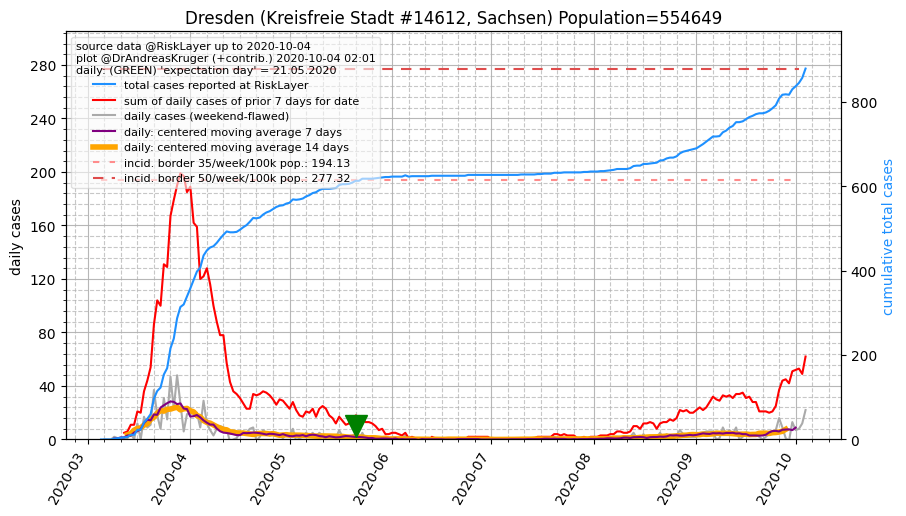 Dresden (Kreisfreie Stadt #14612, Sachsen) Population=554649
source data @RiskLayer up to 2020-10-04
plot @DrAndreasKruger (+contrib.) 2020-10-04 02:01
daily: (GREEN) 'expectation day' = 21.05.2020
total cases reported at RiskLayer
sum of daily cases of prior 7 days for date
daily cases (weekend-flawed)
daily: centered moving average 7 days
daily: centered moving average 14 days
incid. border 35/week/100k pop.: 194.13
incid. border 50/week/100k pop.: 277.32
daily cases
280
240
200
160
120
80
40
0
cumulative total cases
800
600
400
200
0
2020-03
2020-04
2020-05
2020-06
2020-07
2020-08
2020-09
2020-10